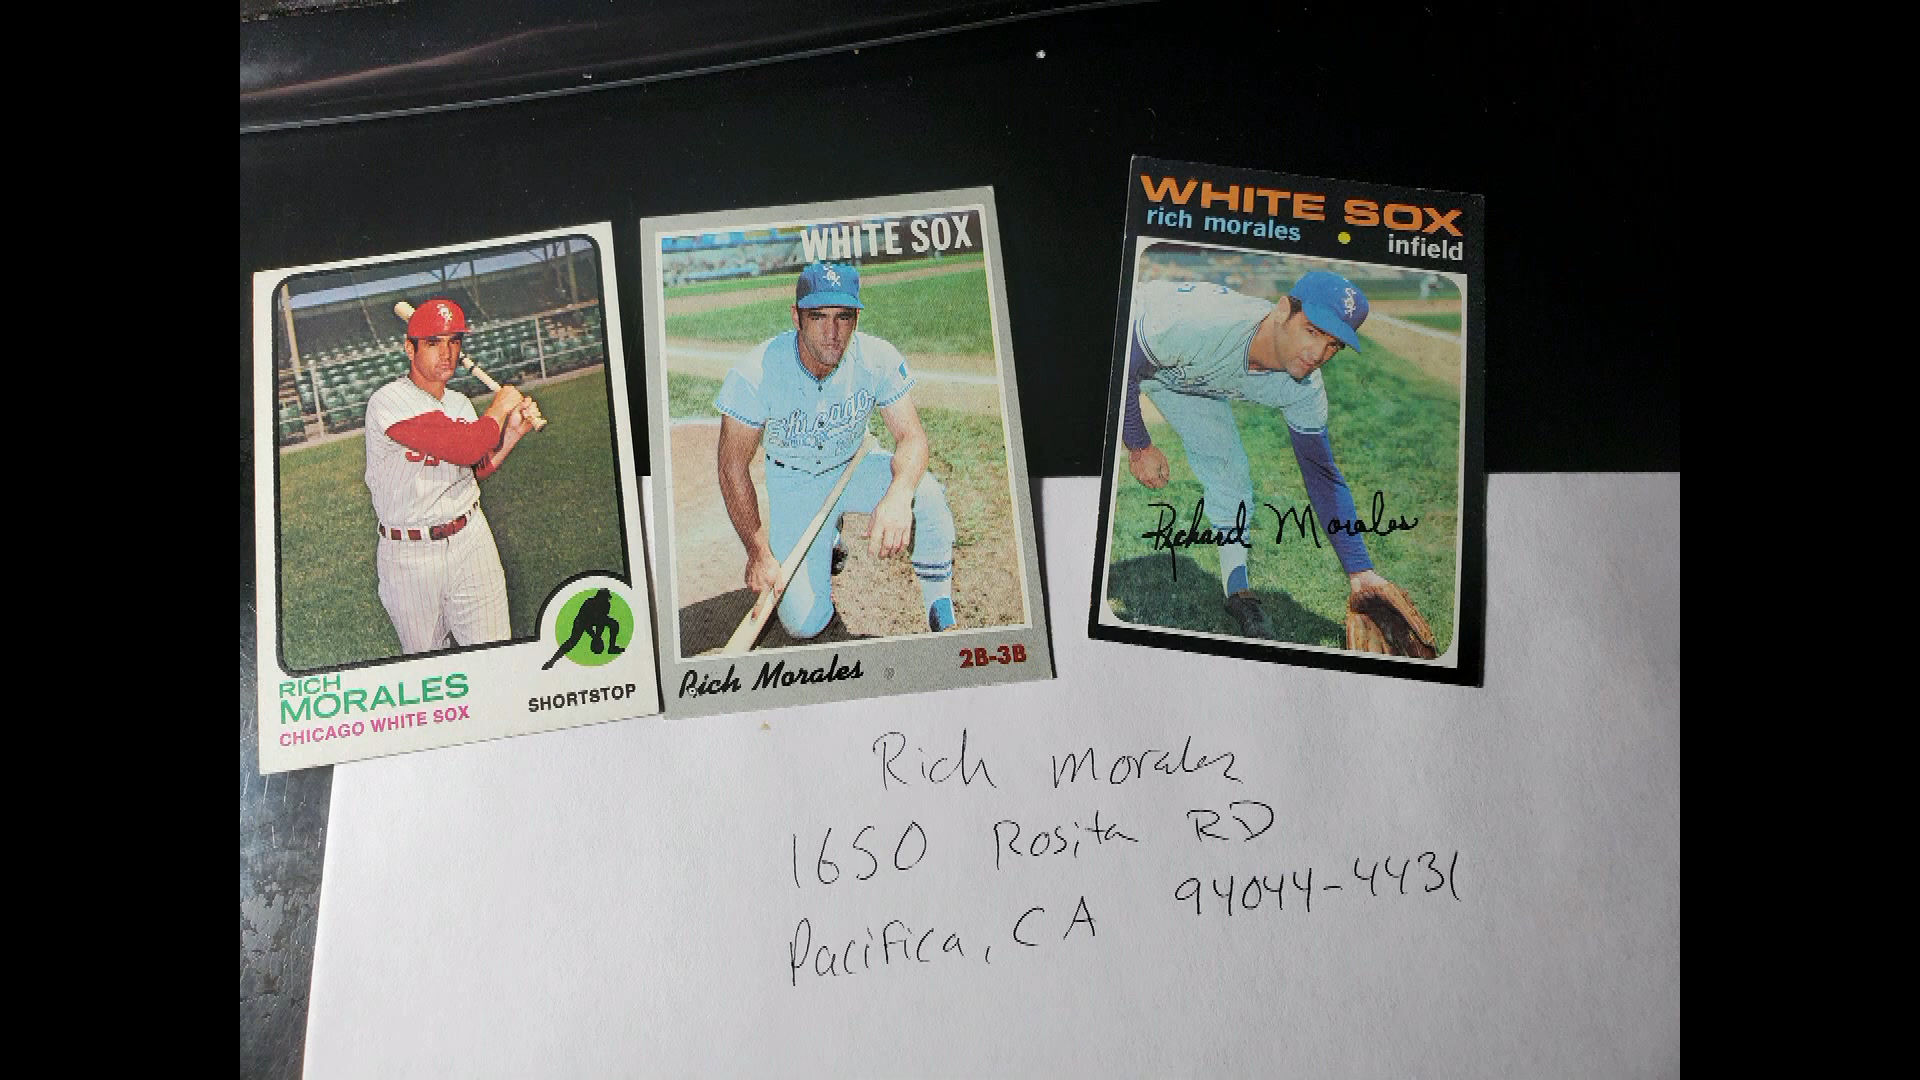 RICH
MORALES
CHICAGO WHITE SOX
SHORTSTOP
WHITE SOX
Chicago
Rich Morales
2B-3B
WHITE SOX
rich morales • infield
Richard Morales
Rich Morales
1650 Rosita RD
Pacifica, CA 94044-4431